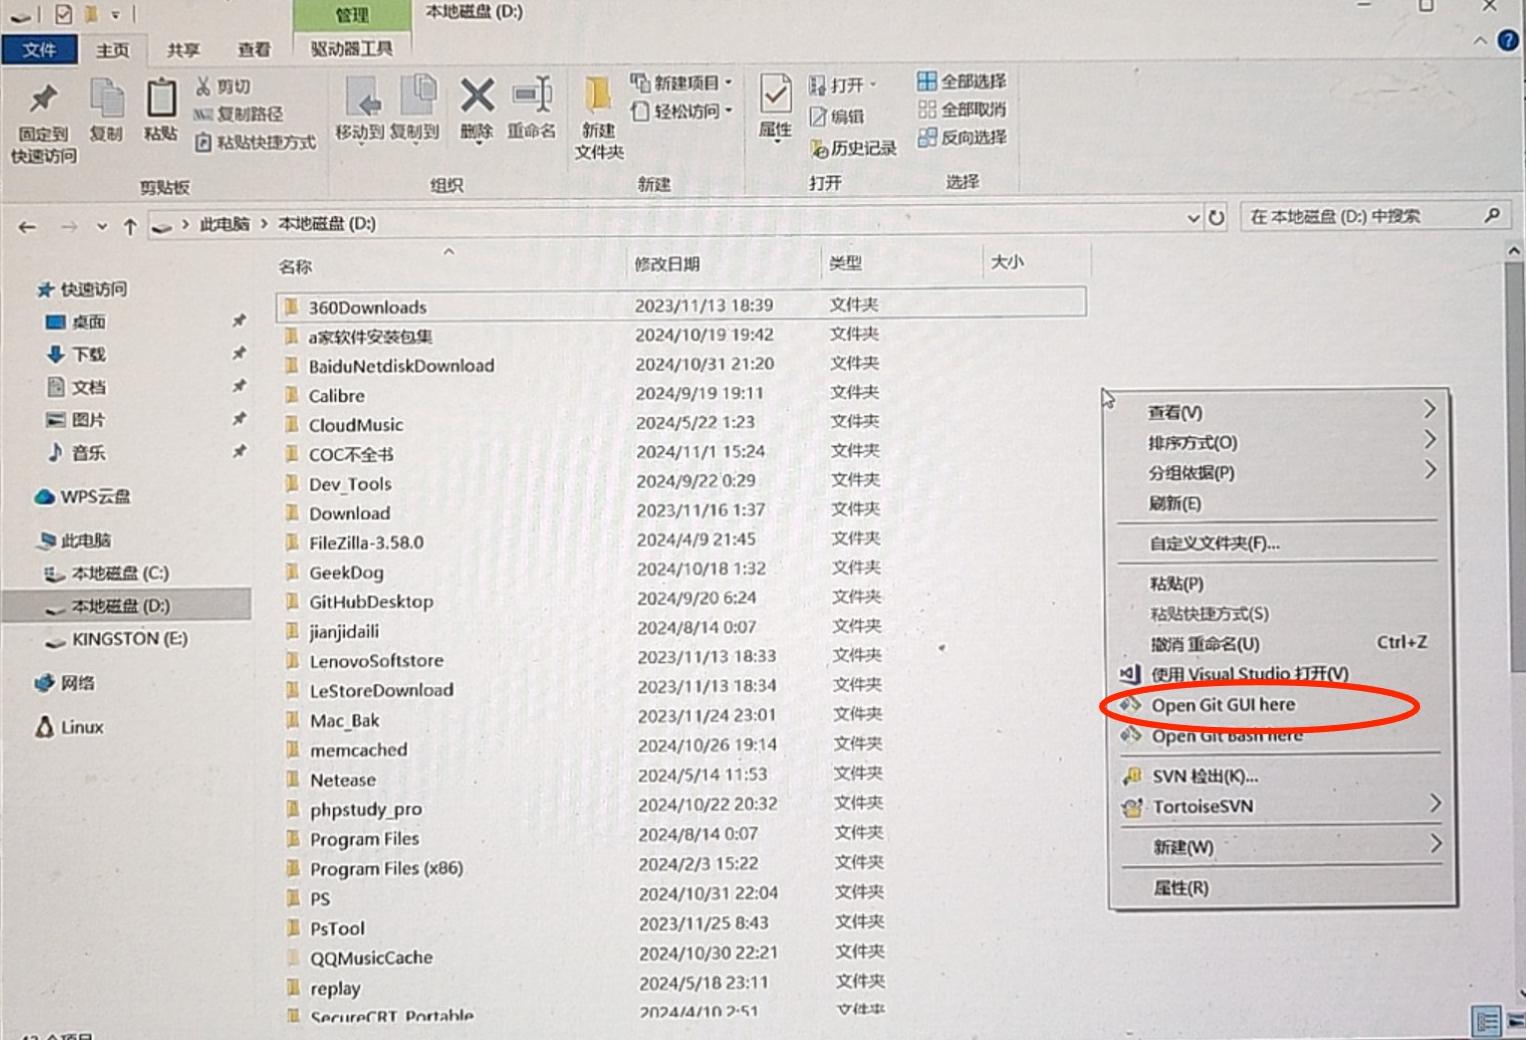 管理
本地磁盘 (D:)
文件
主页
共享
查看
驱动器工具
固定到
快速访问
复制
粘贴
剪切
复制路径
粘贴快捷方式
剪贴板
移动到
复制到
删除
重命名
组织
新建
文件夹
新建项目
轻松访问
新建
属性
打开
编辑
历史记录
打开
全部选择
全部取消
反向选择
选择
此电脑 > 本地磁盘 (D:)
在 本地磁盘 (D:) 中搜索
快速访问
桌面
下载
文档
图片
音乐
WPS云盘
此电脑
本地磁盘 (C:)
本地磁盘 (D:)
KINGSTON (E:)
网络
Linux
名称 修改日期 类型 大小
360Downloads 2023/11/13 18:39 文件夹
a家软件安装包集 2024/10/19 19:42 文件夹
BaiduNetdiskDownload 2024/10/31 21:20 文件夹
Calibre 2024/9/19 19:11 文件夹
CloudMusic 2024/5/22 1:23 文件夹
COC不全书 2024/11/1 15:24 文件夹
Dev_Tools 2024/9/22 0:29 文件夹
Download 2023/11/16 1:37 文件夹
FileZilla-3.58.0 2024/4/9 21:45 文件夹
GeekDog 2024/10/18 1:32 文件夹
GitHubDesktop 2024/9/20 6:24 文件夹
jianjidaili 2024/8/14 0:07 文件夹
LenovoSoftstore 2023/11/13 18:33 文件夹
LeStoreDownload 2023/11/13 18:34 文件夹
Mac_Bak 2023/11/24 23:01 文件夹
memcached 2024/10/26 19:14 文件夹
Netease 2024/5/14 11:53 文件夹
phpstudy_pro 2024/10/22 20:32 文件夹
Program Files 2024/8/14 0:07 文件夹
Program Files (x86) 2024/2/3 15:22 文件夹
PS 2024/10/31 22:04 文件夹
PsTool 2023/11/25 8:43 文件夹
QQMusicCache 2024/10/30 22:21 文件夹
replay 2024/5/18 23:11 文件夹
SecureCRT_Portable 2024/4/10 2:51 文件夹
查看(V)
排序方式(O)
分组依据(P)
刷新(E)
自定义文件夹(F)...
粘贴(P)
粘贴快捷方式(S)
撤消 重命名(U) Ctrl+Z
使用 Visual Studio 打开(V)
Open Git GUI here
Open Git Bash here
SVN 检出(K)...
TortoiseSVN
新建(W)
属性(R)